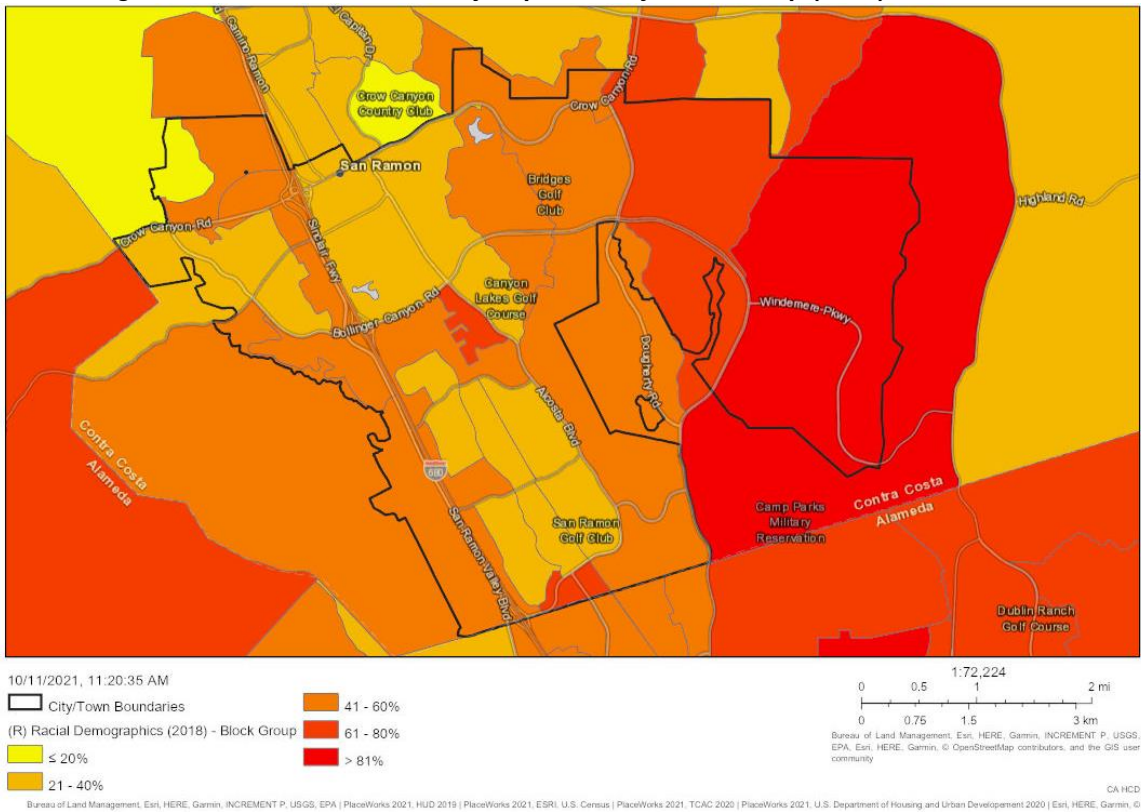 El Capitan Dr
Camino Ramon
Crow Canyon
Country Club
Crow Canyon Rd
San Ramon
Bridges
Golf
Club
Highland Rd
Crow Canyon-Rd
Sinclair Fwy
Canyon
Lakes Golf
Course
Bollinger-Canyon-Rd
Windemere-Pkwy
Dougherty Rd
Alcosta-Blvd
Contra Costa
Alameda
680
San-Ramon-Valley-Blvd
San Ramon
Golf Club
Camp Parks
Military
Reservation
Contra Costa
Alameda
Dublin Ranch
Golf Course
10/11/2021, 11:20:35 AM
City/Town Boundaries
(R) Racial Demographics (2018) - Block Group
≤ 20%
21 - 40%
41 - 60%
61 - 80%
> 81%
1:72,224
0 0.5 1 2 mi
0 0.75 1.5 3 km
Bureau of Land Management, Esri, HERE, Garmin, INCREMENT P, USGS,
EPA, Esri, HERE, Garmin, © OpenStreetMap contributors, and the GIS user
community
CA HCD
Bureau of Land Management, Esri, HERE, Garmin, INCREMENT P, USGS, EPA | PlaceWorks 2021, HUD 2019 | PlaceWorks 2021, ESRI, U.S. Census | PlaceWorks 2021, TCAC 2020 | PlaceWorks 2021, U.S. Department of Housing and Urban Developement 2020 | Esri, HERE, Garmin, ©